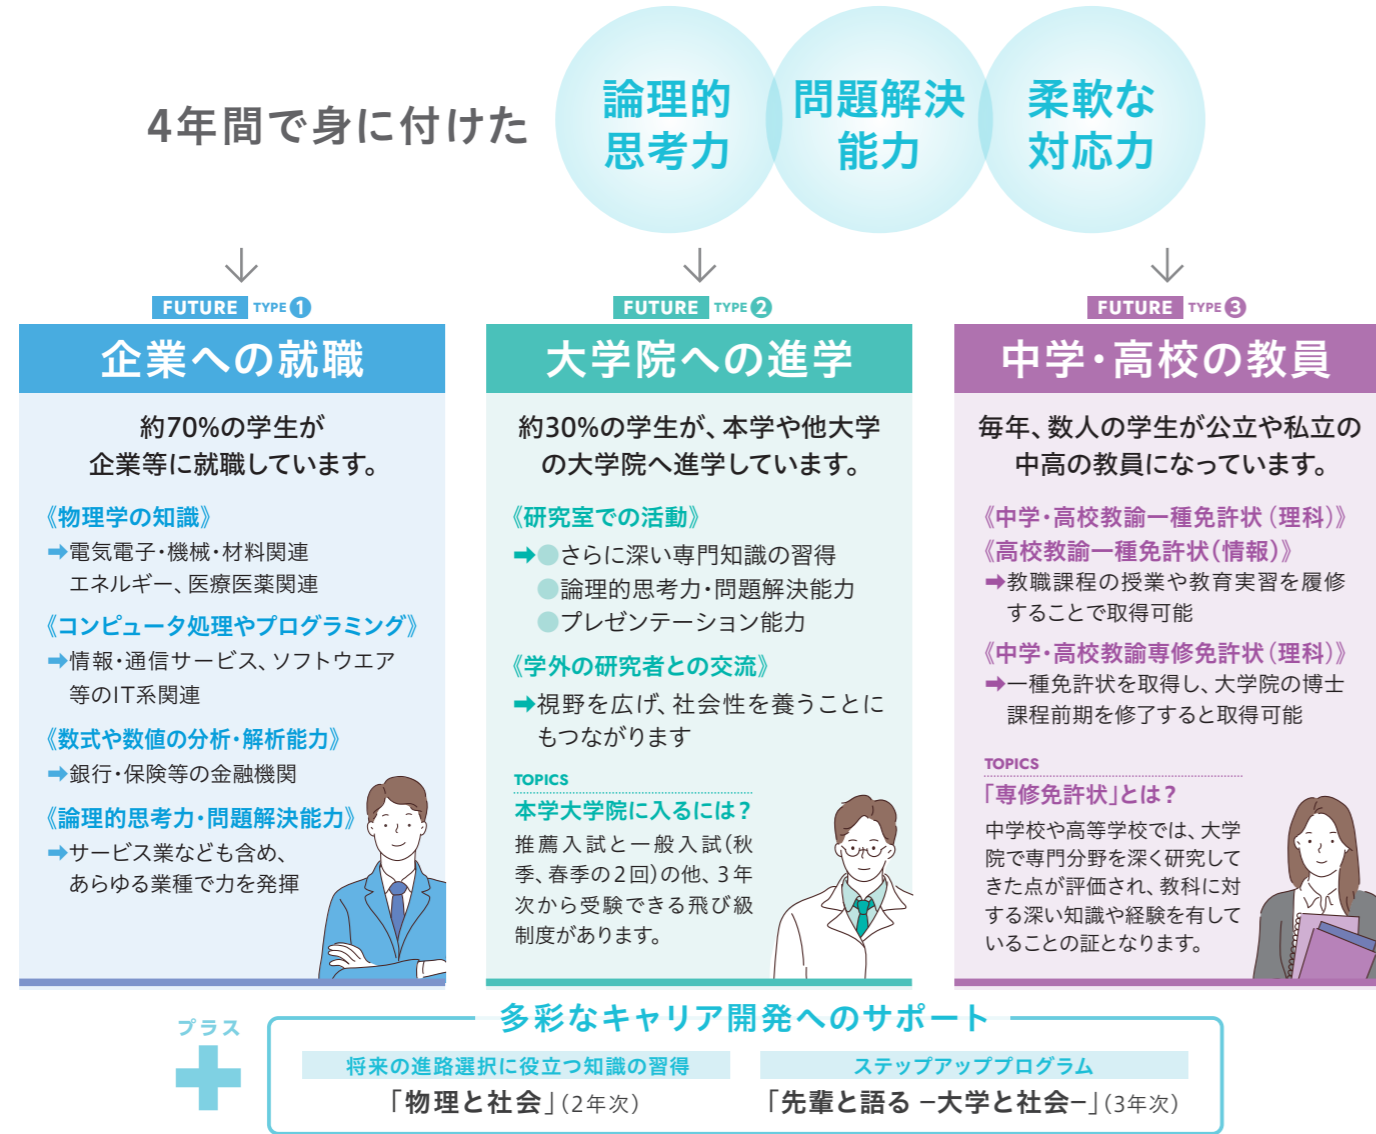 4年間で身に付けた
論理的
思考力
問題解決
能力
柔軟な
対応力
FUTURE TYPE 1
企業への就職
約70%の学生が
企業等に就職しています。
《物理学の知識》
➡電気電子・機械・材料関連
エネルギー、医療医薬関連
《コンピュータ処理やプログラミング》
➡情報・通信サービス、ソフトウエア
等のIT系関連
《数式や数値の分析・解析能力》
➡銀行・保険等の金融機関
《論理的思考力・問題解決能力》
➡サービス業なども含め、
あらゆる業種で力を発揮
FUTURE TYPE 2
大学院への進学
約30%の学生が、本学や他大学
の大学院へ進学しています。
《研究室での活動》
➡●さらに深い専門知識の習得
●論理的思考力・問題解決能力
●プレゼンテーション能力
《学外の研究者との交流》
➡視野を広げ、社会性を養うことに
もつながります
TOPICS
本学大学院に入るには？
推薦入試と一般入試(秋
季、春季の2回)の他、3年
次から受験できる飛び級
制度があります。
FUTURE TYPE 3
中学・高校の教員
毎年、数人の学生が公立や私立の
中高の教員になっています。
《中学・高校教諭一種免許状（理科）》
《高校教諭一種免許状（情報）》
➡教職課程の授業や教育実習を履修
することで取得可能
《中学・高校教諭専修免許状（理科）》
➡一種免許状を取得し、大学院の博士
課程前期を修了すると取得可能
TOPICS
「専修免許状」とは？
中学校や高等学校では、大学
院で専門分野を深く研究して
きた点が評価され、教科に対
する深い知識や経験を有して
いることの証となります。
プラス
多彩なキャリア開発へのサポート
将来の進路選択に役立つ知識の習得
「物理と社会」（2年次）
ステップアッププログラム
「先輩と語る −大学と社会−」（3年次）